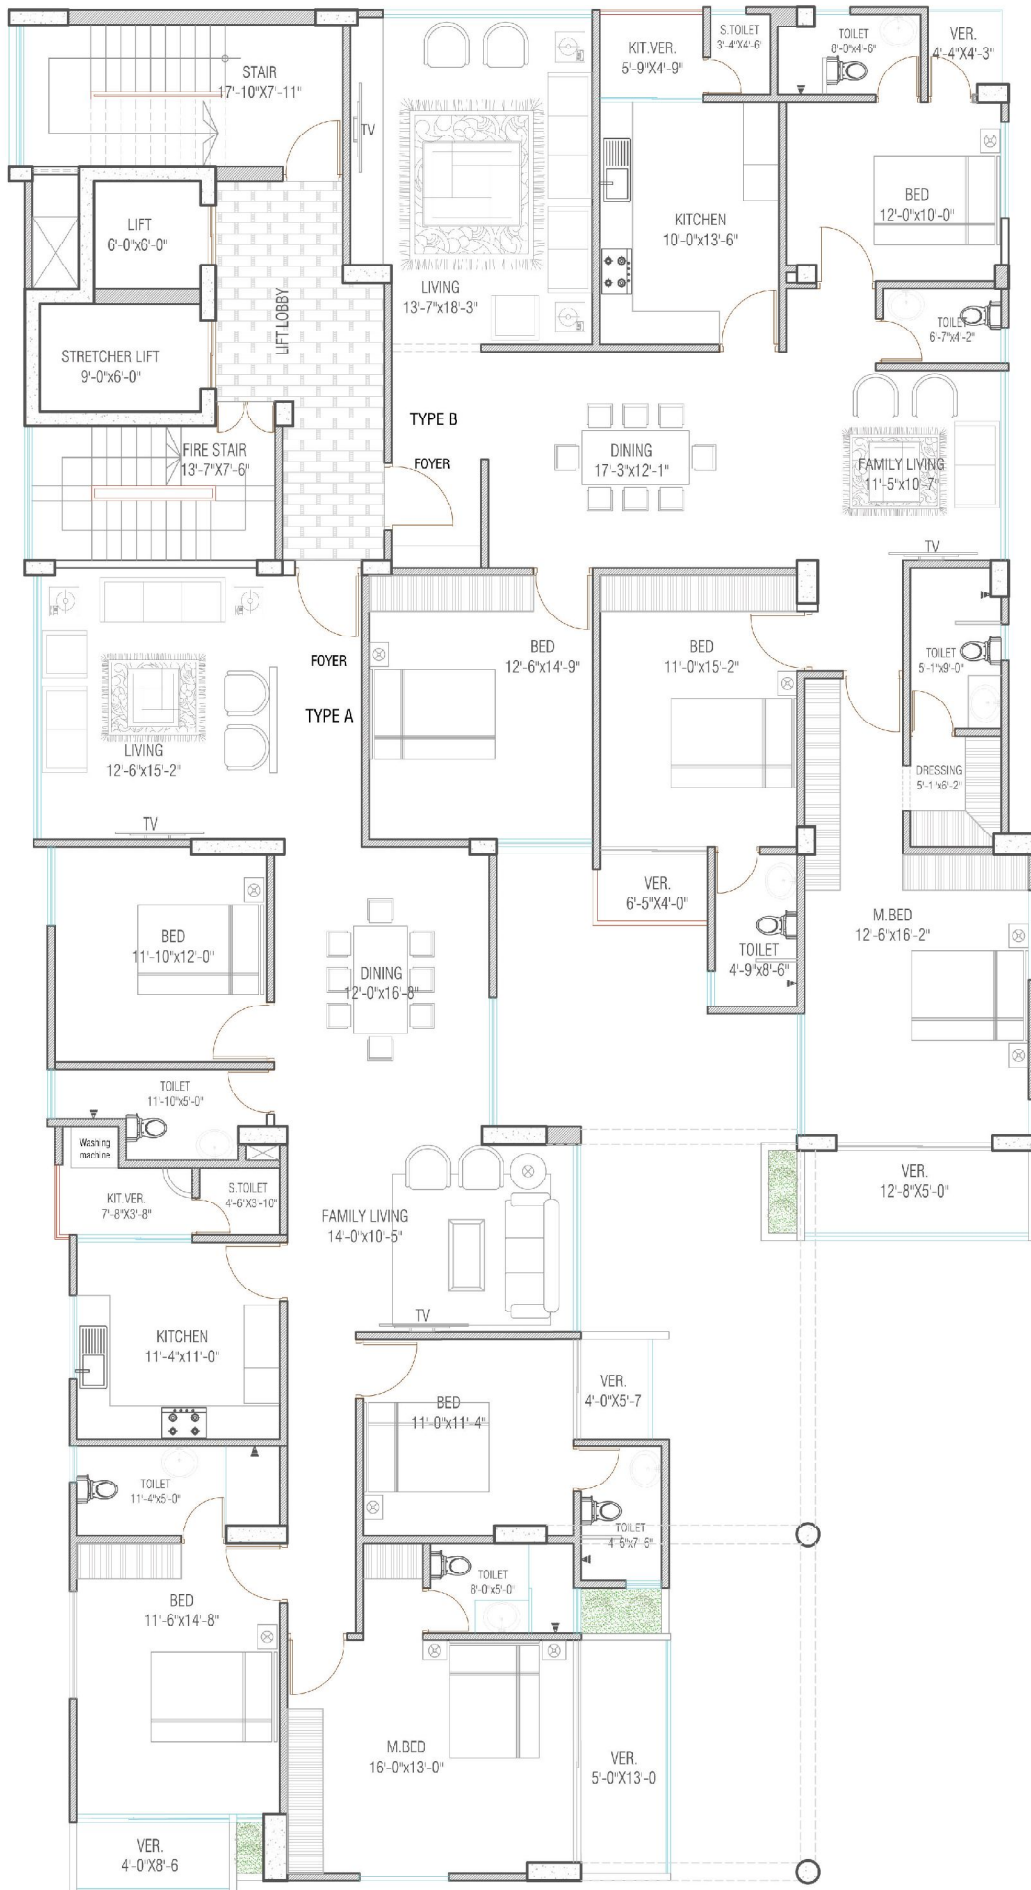 STAIR
17'-10"X7'-11"
TV
LIVING
13'-7"x18'-3"
KIT.VER.
5'-9"X4'-9"
S.TOILET
3'-4"X4'-6'
TOILET
8'-0"x4'-6"
VER.
4'-4"X4'-3"
LIFT
6'-0"x6'-0"
LIFT LOBBY
KITCHEN
10'-0"x13'-6"
BED
12'-0"x10'-0"
TOILET
6'-7"x4'-2"
STRETCHER LIFT
9'-0"x6'-0"
FIRE STAIR
13'-7"X7'-6"
TYPE B
FOYER
DINING
17'-3"x12'-1"
FAMILY LIVING
11'-5"x10'-7"
TV
FOYER
TYPE A
LIVING
12'-6"x15'-2"
TV
BED
12'-6"x14'-9"
BED
11'-0"x15'-2"
TOILET
5'-1"x9'-0"
DRESSING
5'-1"x6'-2"
BED
11'-10"x12'-0"
DINING
12'-0"x16'-8"
VER.
6'-5"X4'-0"
TOILET
4'-9"x8'-6"
M.BED
12'-6"x16'-2"
TOILET
11'-10"x5'-0"
Washing
machine
KIT.VER.
7'-8"X3'-8"
S.TOILET
4'-6"X3'-10"
FAMILY LIVING
14'-0"x10'-5"
TV
VER.
12'-8"X5'-0"
KITCHEN
11'-4"x11'-0"
BED
11'-0"x11'-4"
VER.
4'-0"X5'-7
TOILET
11'-4"x5'-0"
TOILET
BED
11'-6"x14'-8"
TOILET
8'-0"x5'-0"
M.BED
16'-0"x13'-0"
VER.
5'-0"X13'-0
VER.
4'-0"X8'-6